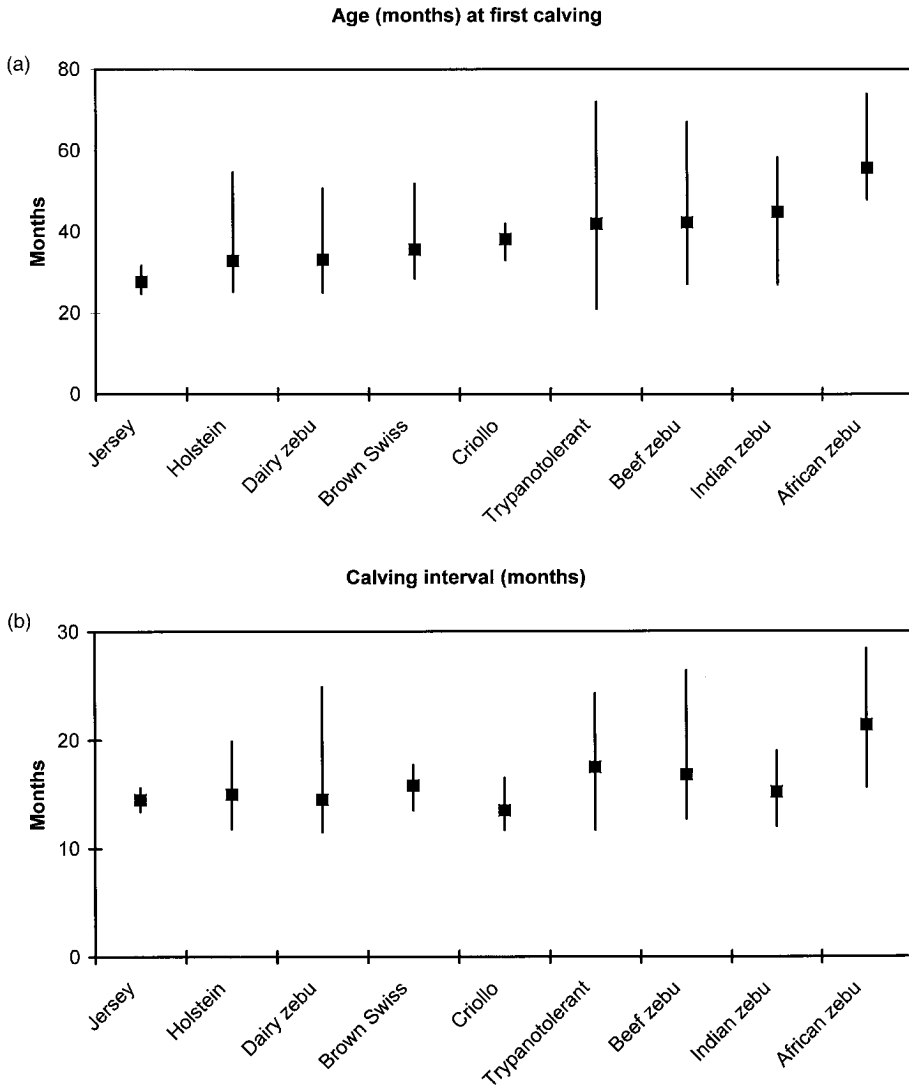 Age (months) at first calving
(a)
80
60
40
20
0
Months
Jersey
Holstein
Dairy zebu
Brown Swiss
Criollo
Trypanotolerant
Beef zebu
Indian zebu
African zebu
Calving interval (months)
(b)
30
20
10
0
Months
Jersey
Holstein
Dairy zebu
Brown Swiss
Criollo
Trypanotolerant
Beef zebu
Indian zebu
African zebu